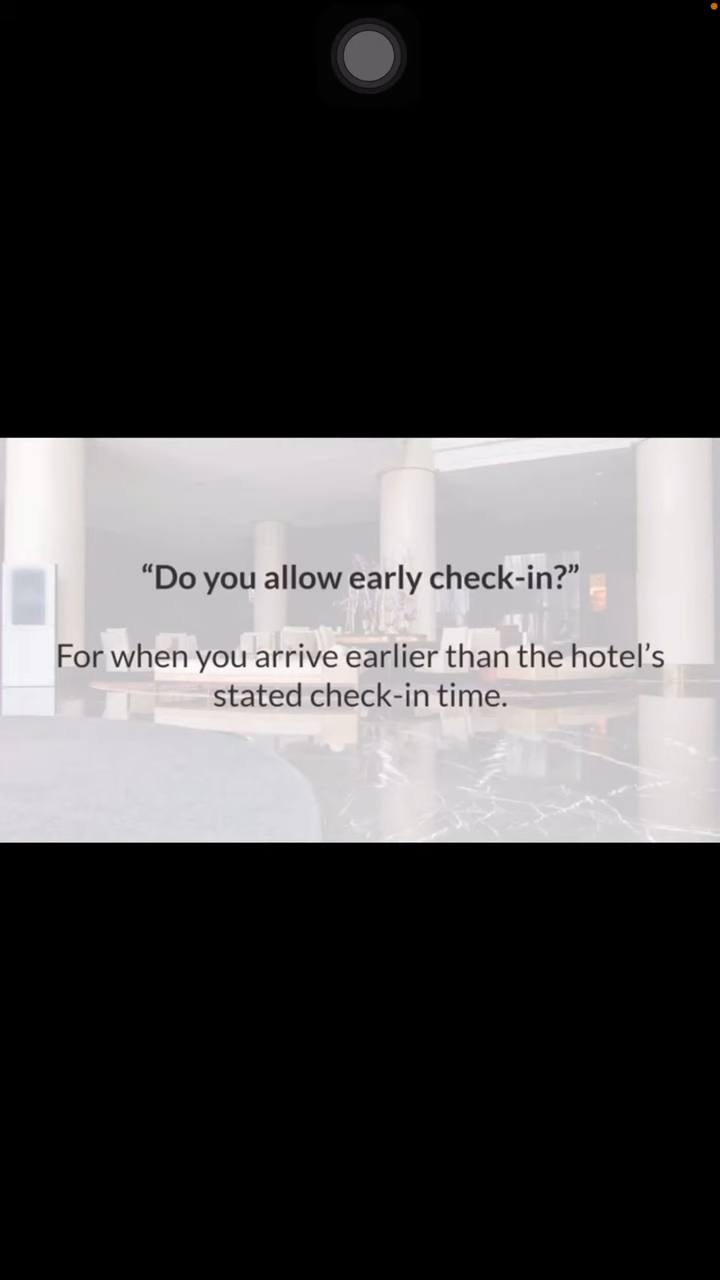 “Do you allow early check-in?”
For when you arrive earlier than the hotel’s
stated check-in time.